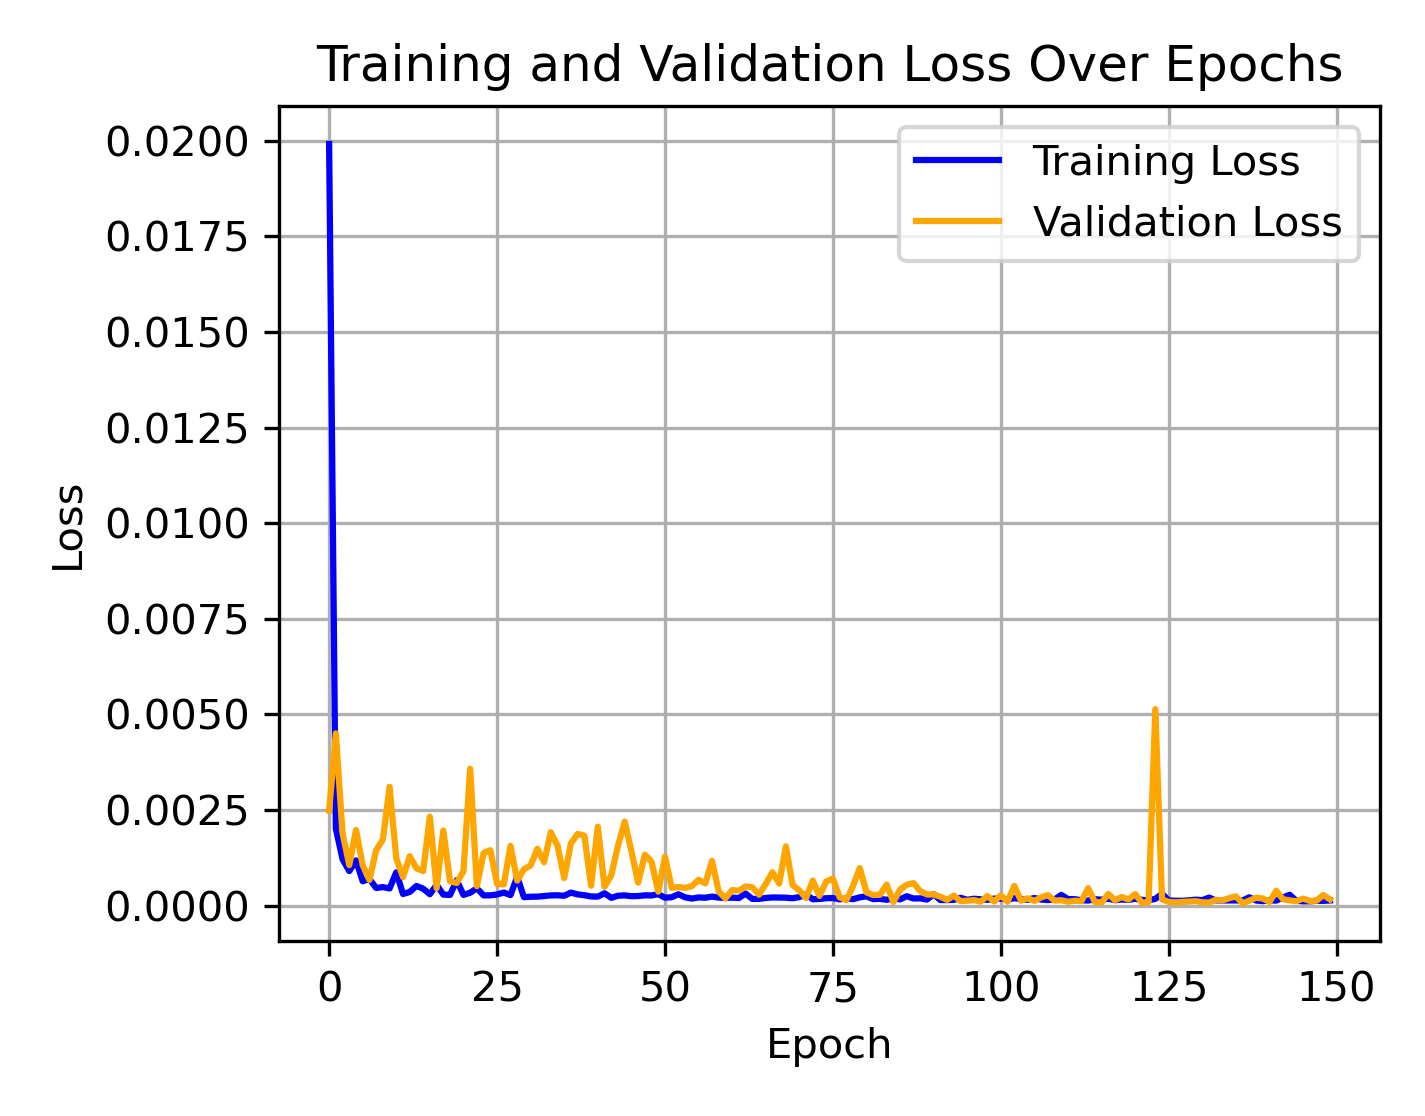 Training and Validation Loss Over Epochs
Training Loss
Validation Loss
0.0200
0.0175
0.0150
0.0125
0.0100
0.0075
0.0050
0.0025
0.0000
Loss
0 25 50 75 100 125 150
Epoch